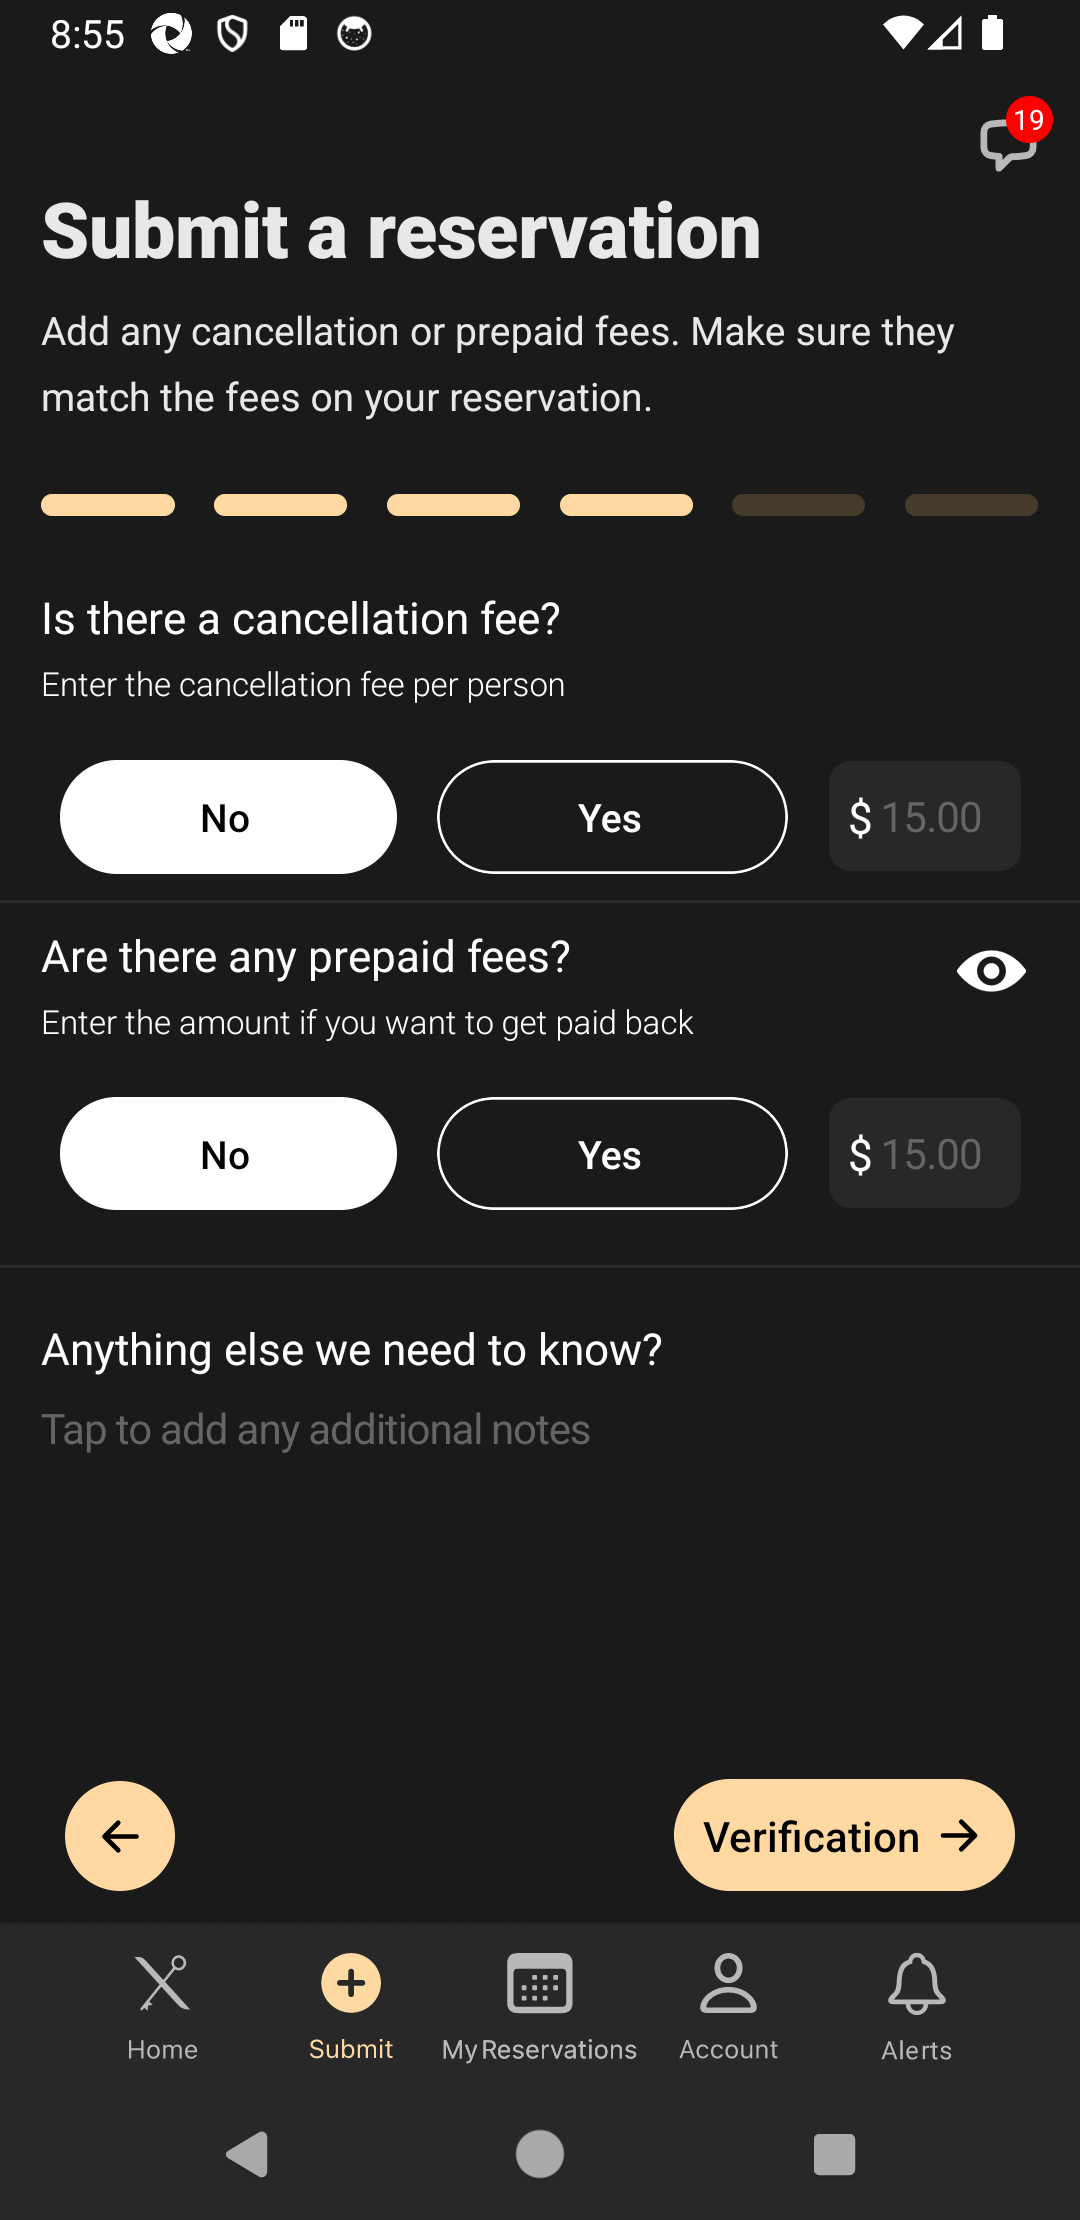 8:55
19
Submit a reservation
Add any cancellation or prepaid fees. Make sure they
match the fees on your reservation.
Is there a cancellation fee?
Enter the cancellation fee per person
No Yes $ 15.00
Are there any prepaid fees?
Enter the amount if you want to get paid back
No Yes $ 15.00
Anything else we need to know?
Tap to add any additional notes
Verification
Home Submit My Reservations Account Alerts